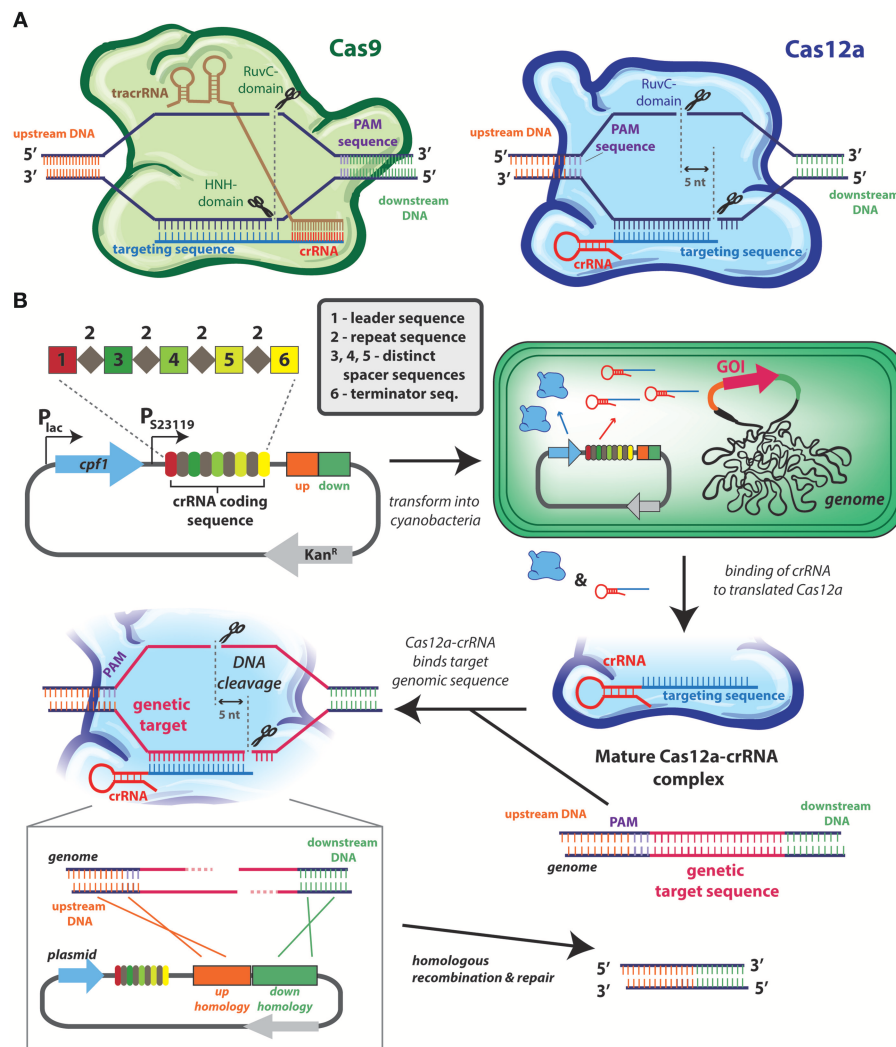 A
Cas9
RuvC-
domain
tracrRNA
PAM
sequence
upstream DNA
5’
3’
3’
5’
HNH-
domain
downstream
DNA
targeting sequence
crRNA
Cas12a
RuvC-
domain
upstream DNA
PAM
sequence
5’
3’
3’
5’
5 nt
downstream
DNA
crRNA
targeting sequence
B
2 2 2 2
1 3 4 5 6
1 - leader sequence
2 - repeat sequence
3, 4, 5 - distinct
spacer sequences
6 - terminator seq.
Plac
PS23119
cpf1
crRNA coding
sequence
up down
KanR
transform into
cyanobacteria
GOI
genome
&
binding of crRNA
to translated Cas12a
crRNA
targeting sequence
Mature Cas12a-crRNA
complex
Cas12a-crRNA
binds target
genomic sequence
PAM
DNA
cleavage
genetic
target
5 nt
crRNA
upstream DNA
PAM
downstream
DNA
genome
genetic
target sequence
genome
downstream
DNA
upstream
DNA
plasmid
up
homology
down
homology
homologous
recombination & repair
5’
3’
3’
5’